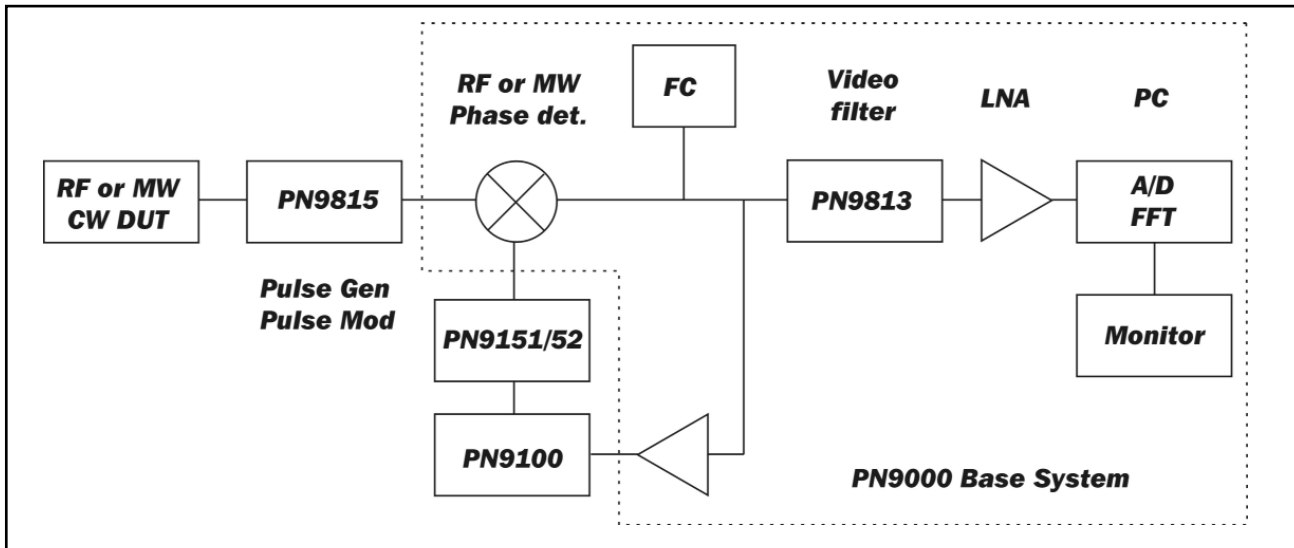 RF or MW
Phase det.
FC
Video
filter
LNA
PC
RF or MW
CW DUT
PN9815
PN9813
A/D
FFT
Pulse Gen
Pulse Mod
PN9151/52
Monitor
PN9100
PN9000 Base System